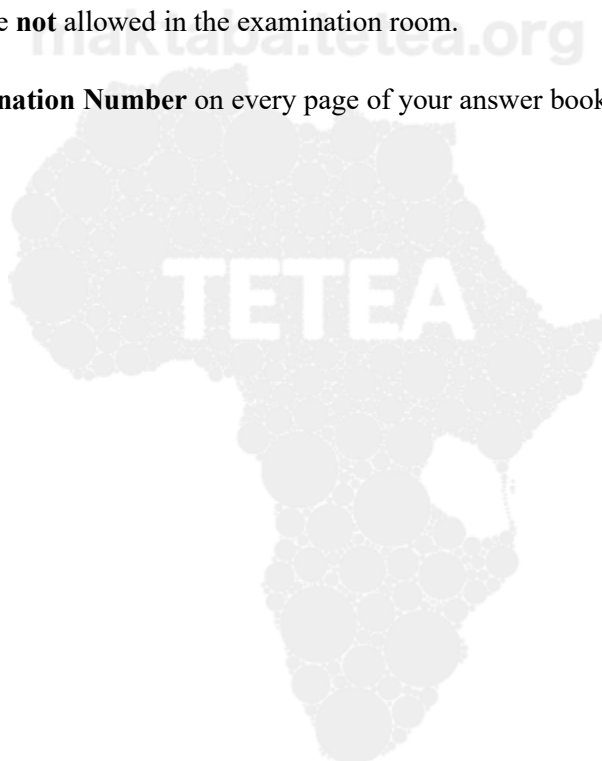 e not allowed in the examination room.
maktaba.tetea.org
nation Number on every page of your answer book
TETEA